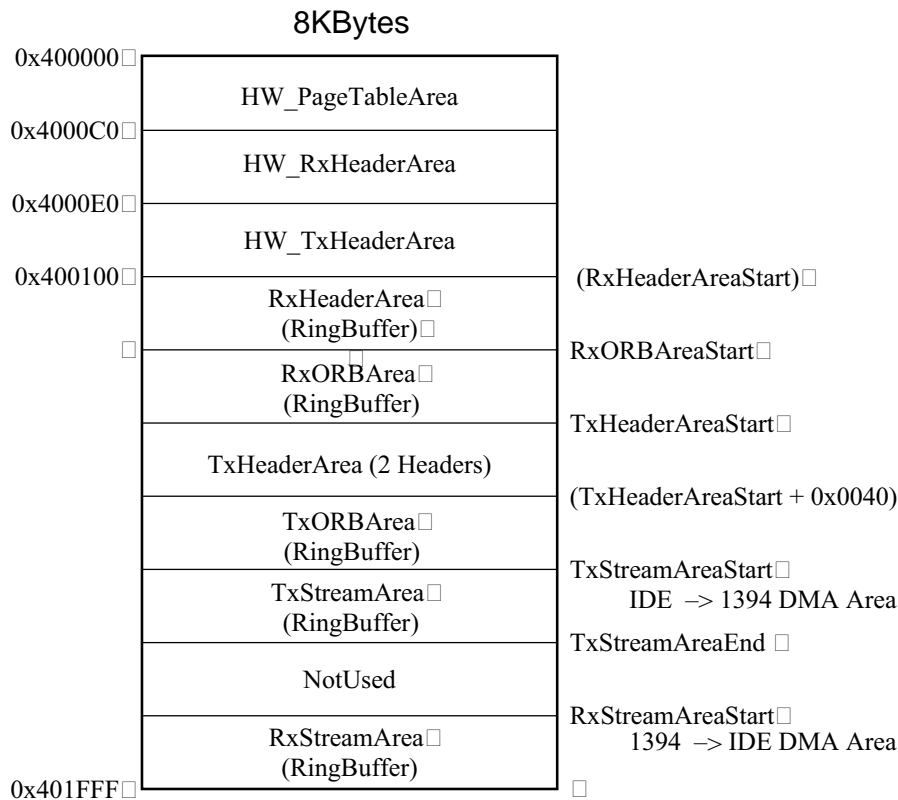 8KBytes
0x400000
HW_PageTableArea
0x4000C0
HW_RxHeaderArea
0x4000E0
HW_TxHeaderArea
0x400100
(RxHeaderAreaStart)
RxHeaderArea
(RingBuffer)
RxORBAreaStart
RxORBArea
(RingBuffer)
TxHeaderAreaStart
TxHeaderArea (2 Headers)
(TxHeaderAreaStart + 0x0040)
TxORBArea
(RingBuffer)
TxStreamAreaStart
IDE –> 1394 DMA Area
TxStreamArea
(RingBuffer)
TxStreamAreaEnd
NotUsed
RxStreamAreaStart
1394 –> IDE DMA Area
RxStreamArea
(RingBuffer)
0x401FFF